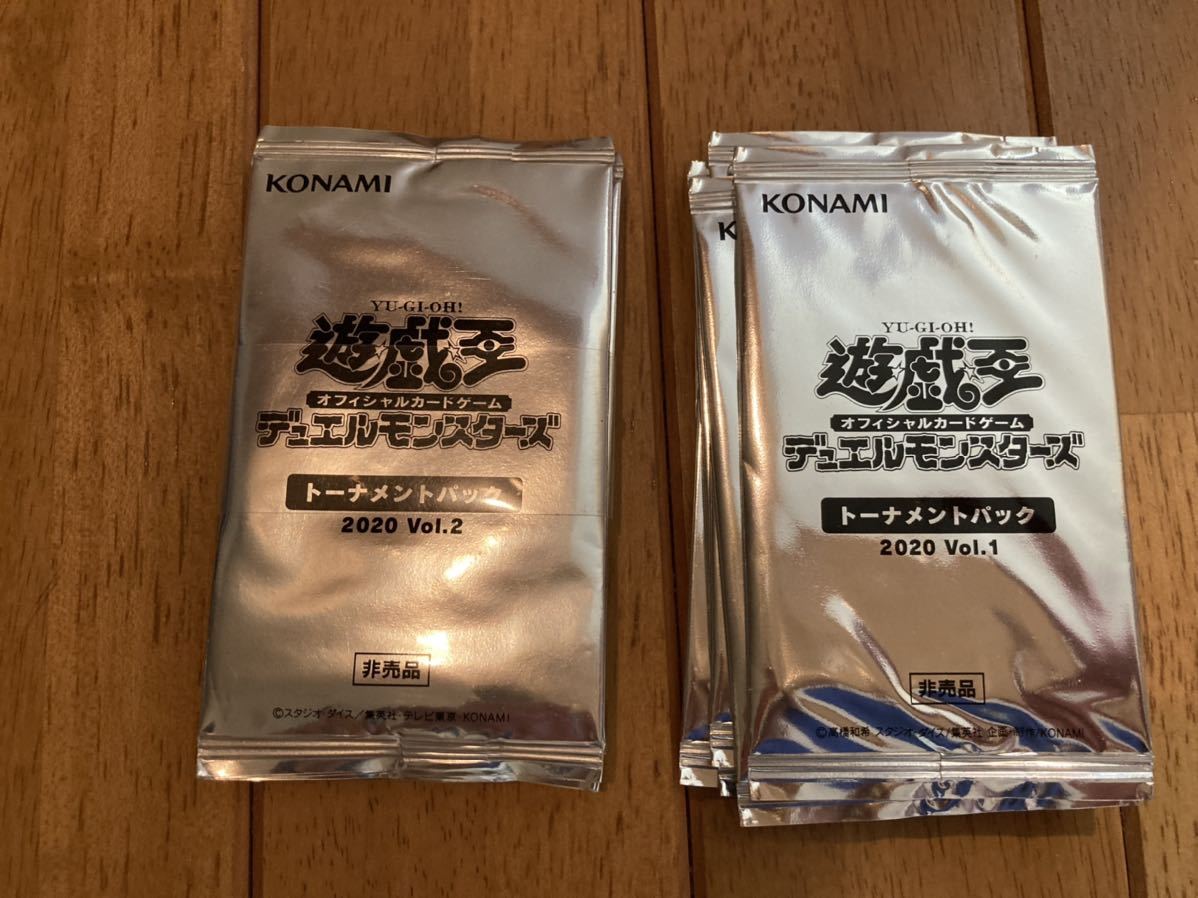 KONAMI
YU-GI-OH!
遊戯王
オフィシャルカードゲーム
デュエルモンスターズ
トーナメントパック
2020 Vol.2
非売品
©スタジオ・ダイス/集英社・テレビ東京・KONAMI
K
KONAMI
YU-GI-OH!
遊戯王
オフィシャルカードゲーム
デュエルモンスターズ
トーナメントパック
2020 Vol.1
非売品
©高橋和希 スタジオ・ダイス/集英社 企画・制作/KONAMI